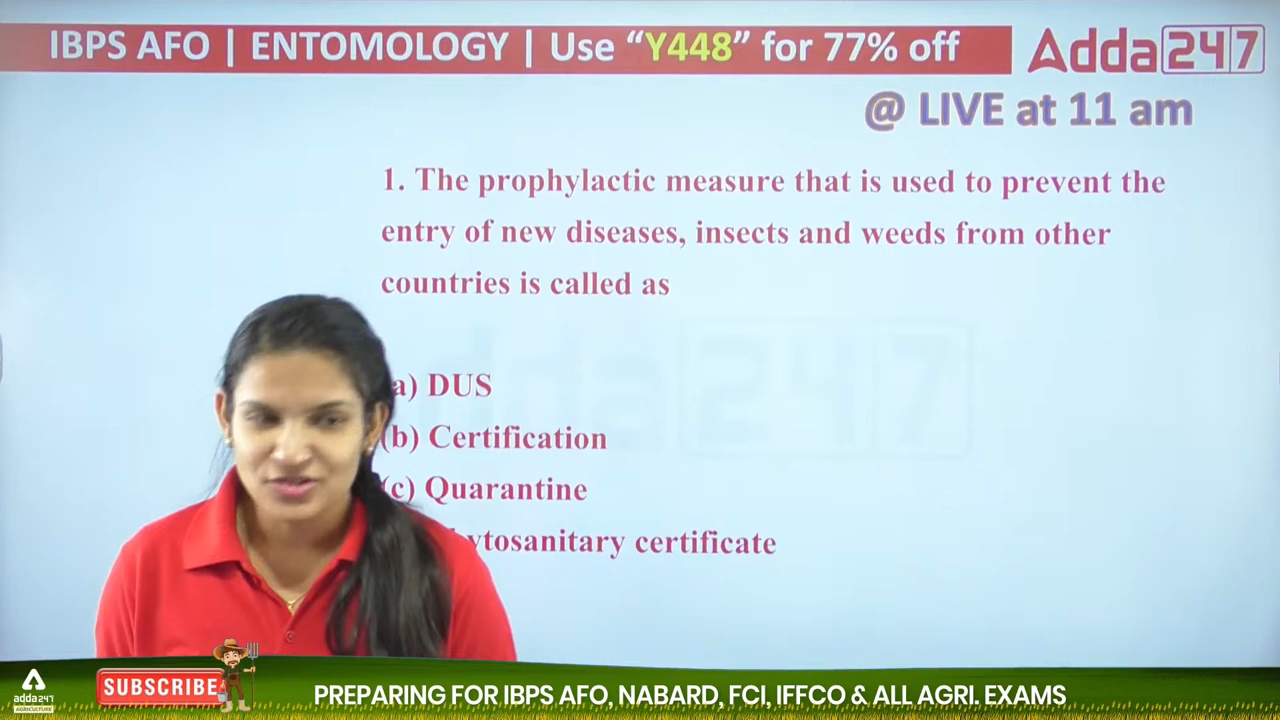 IBPS AFO | ENTOMOLOGY | Use “Y448” for 77% off
Adda247
@ LIVE at 11 am
1. The prophylactic measure that is used to prevent the
entry of new diseases, insects and weeds from other
countries is called as
a) DUS
(b) Certification
(c) Quarantine
ytosanitary certificate
adda247
AGRICULTURE
SUBSCRIBE
PREPARING FOR IBPS AFO, NABARD, FCI, IFFCO & ALL AGRI. EXAMS